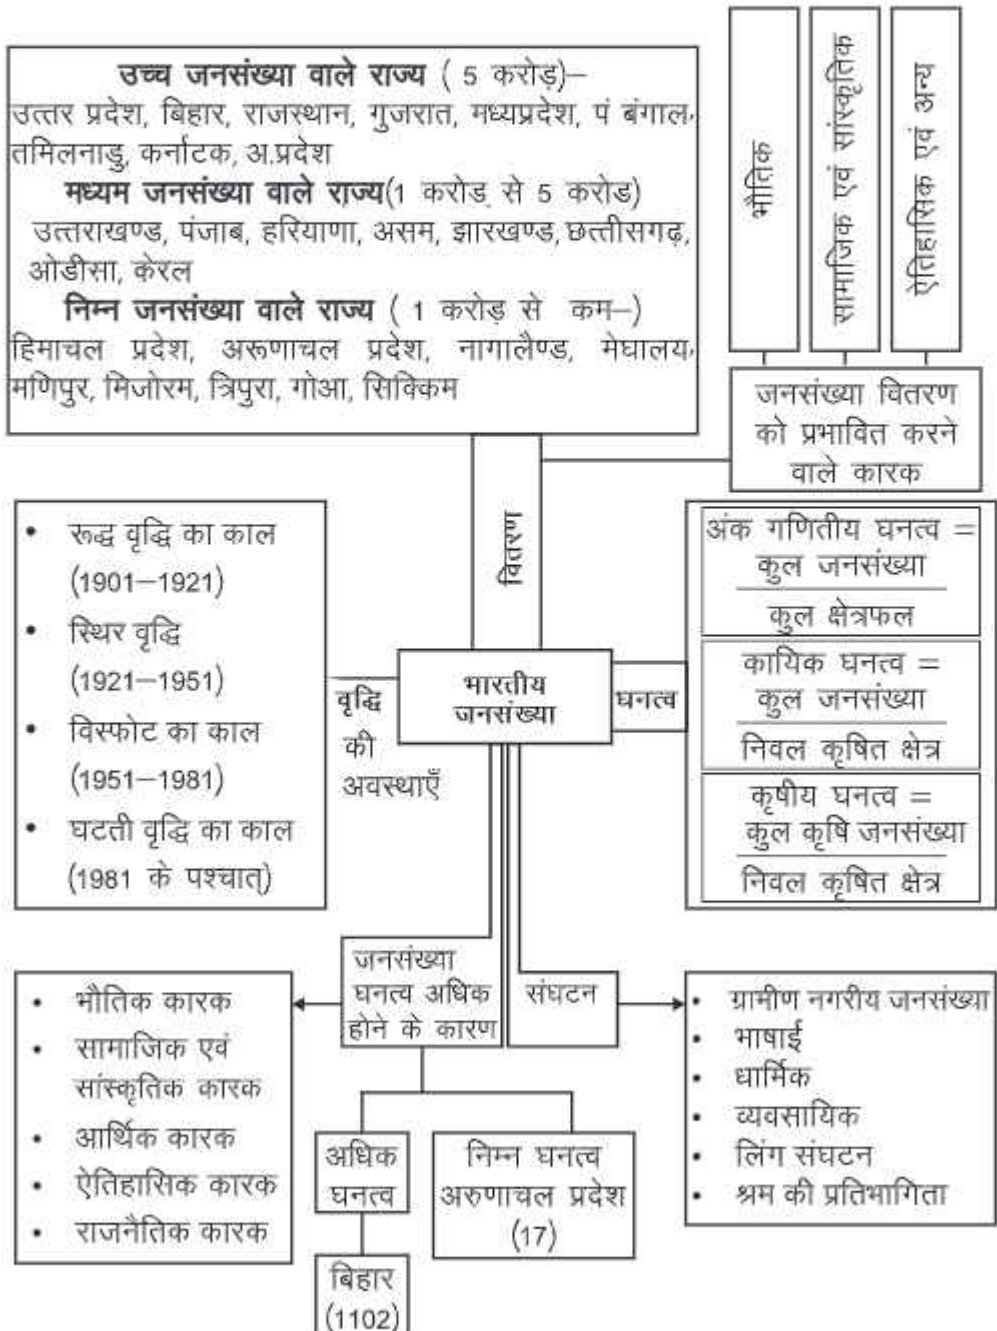 उच्च जनसंख्या वाले राज्य ( 5 करोड़)—
उत्तर प्रदेश, बिहार, राजस्थान, गुजरात, मध्यप्रदेश, पं बंगाल,
तमिलनाडु, कर्नाटक, अ.प्रदेश
मध्यम जनसंख्या वाले राज्य(1 करोड़ से 5 करोड)
उत्तराखण्ड, पंजाब, हरियाणा, असम, झारखण्ड, छत्तीसगढ़,
ओडीसा, केरल
निम्न जनसंख्या वाले राज्य ( 1 करोड़ से कम—)
हिमाचल प्रदेश, अरूणाचल प्रदेश, नागालैण्ड, मेघालय,
मणिपुर, मिजोरम, त्रिपुरा, गोआ, सिक्किम
भौतिक
सामाजिक एवं सांस्कृतिक
ऐतिहासिक एवं अन्य
जनसंख्या वितरण
को प्रभावित करने
वाले कारक
वितरण
• रूद्ध वृद्धि का काल
(1901—1921)
• स्थिर वृद्धि
(1921—1951)
• विस्फोट का काल
(1951—1981)
• घटती वृद्धि का काल
(1981 के पश्चात्)
वृद्धि
की
अवस्थाएँ
भारतीय
जनसंख्या
घनत्व
अंक गणितीय घनत्व =
कुल जनसंख्या
कुल क्षेत्रफल
कायिक घनत्व =
कुल जनसंख्या
निवल कृषित क्षेत्र
कृषीय घनत्व =
कुल कृषि जनसंख्या
निवल कृषित क्षेत्र
जनसंख्या
घनत्व अधिक
होने के कारण
संघटन
• भौतिक कारक
• सामाजिक एवं
सांस्कृतिक कारक
• आर्थिक कारक
• ऐतिहासिक कारक
• राजनैतिक कारक
अधिक
घनत्व
बिहार
(1102)
निम्न घनत्व
अरुणाचल प्रदेश
(17)
• ग्रामीण नगरीय जनसंख्या
• भाषाई
• धार्मिक
• व्यवसायिक
• लिंग संघटन
• श्रम की प्रतिभागिता